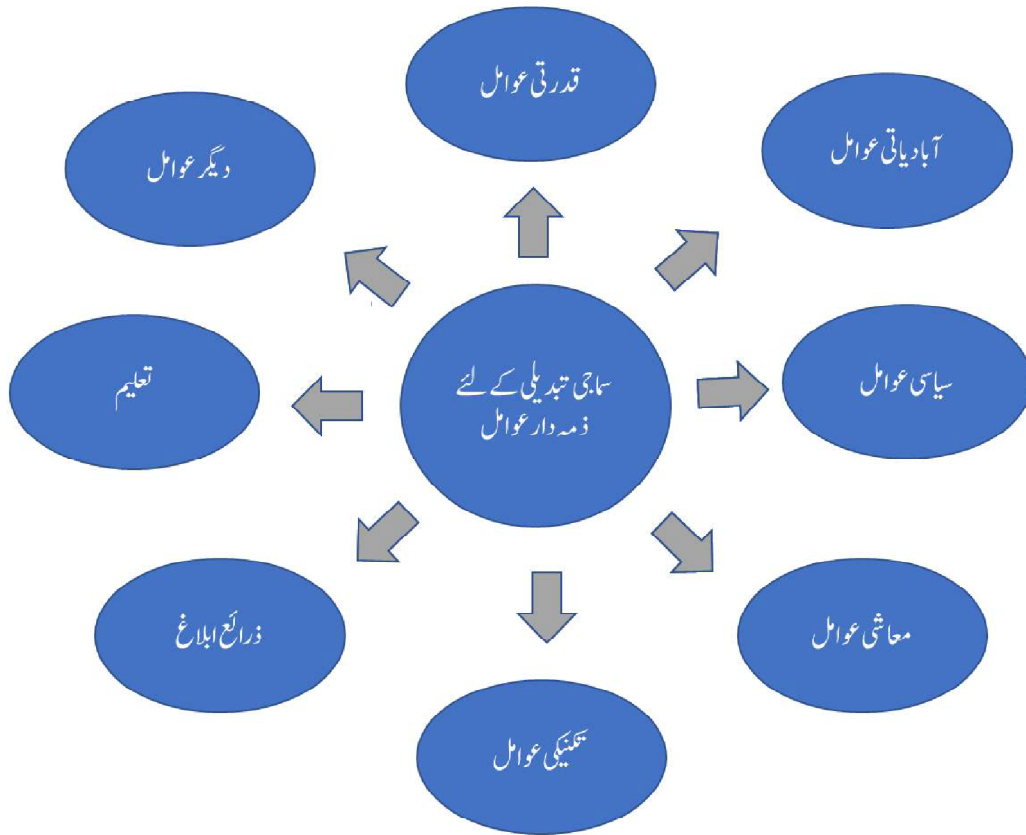 قدرتی عوامل
آبادیاتی عوامل
دیگر عوامل
سماجی تبدیلی کے لئے
ذمہ دار عوامل
سیاسی عوامل
تعلیم
معاشی عوامل
ذرائع ابلاغ
تکنیکی عوامل